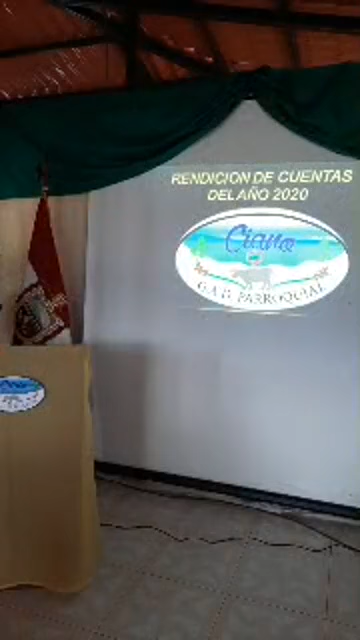 RENDICION DE CUENTAS
DEL AÑO 2020
Ciano
G.A.D. PARROQUIAL